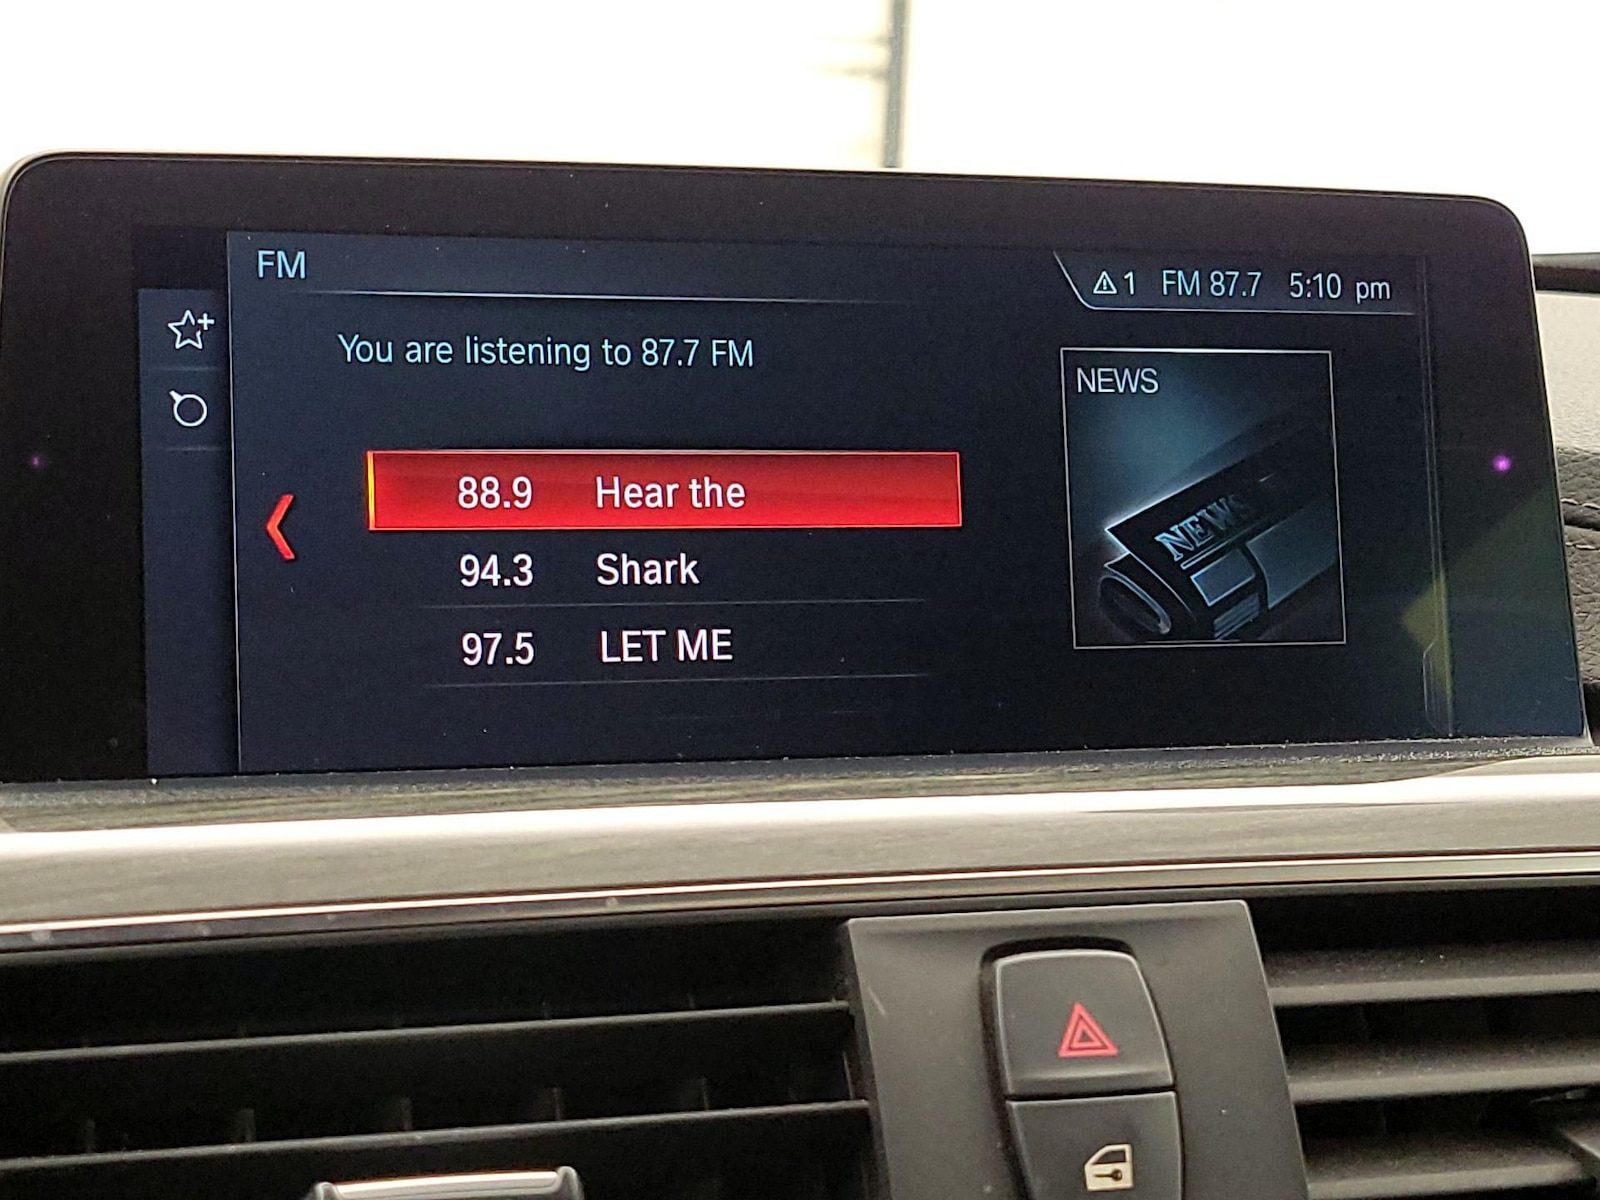 FM
1 FM 87.7 5:10 pm
You are listening to 87.7 FM
NEWS
88.9 Hear the
94.3 Shark
97.5 LET ME
NEWS